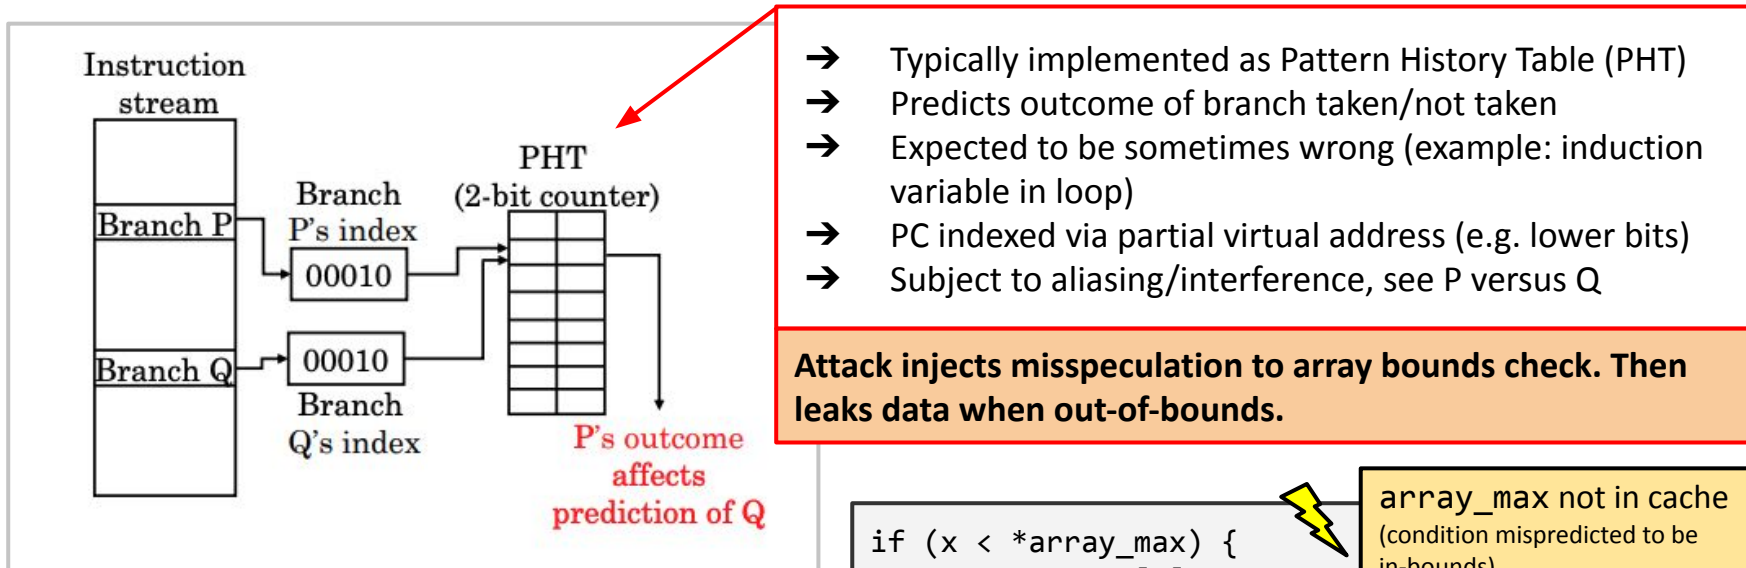 Instruction
stream
Branch P
Branch Q
Branch
P's index
00010
00010
Branch
Q's index
PHT
(2-bit counter)
P's outcome
affects
prediction of Q
➔ Typically implemented as Pattern History Table (PHT)
➔ Predicts outcome of branch taken/not taken
➔ Expected to be sometimes wrong (example: induction
variable in loop)
➔ PC indexed via partial virtual address (e.g. lower bits)
➔ Subject to aliasing/interference, see P versus Q
Attack injects misspeculation to array bounds check. Then
leaks data when out-of-bounds.
if (x < *array_max) {
array_max not in cache
(condition mispredicted to be
in-bounds)